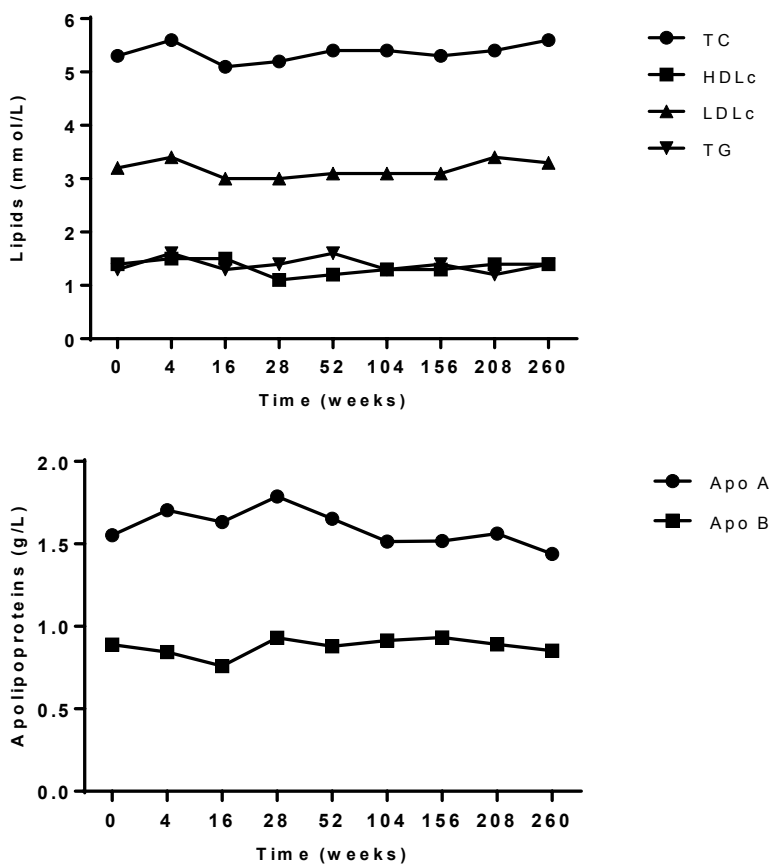 6
5
4
3
2
1
0
Lipids (mmol/L)
0 4 16 28 52 104 156 208 260
Time (weeks)
TC
HDLc
LDLc
TG
2.0
1.5
1.0
0.5
0.0
Apolipoproteins (g/L)
0 4 16 28 52 104 156 208 260
Time (weeks)
Apo A
Apo B